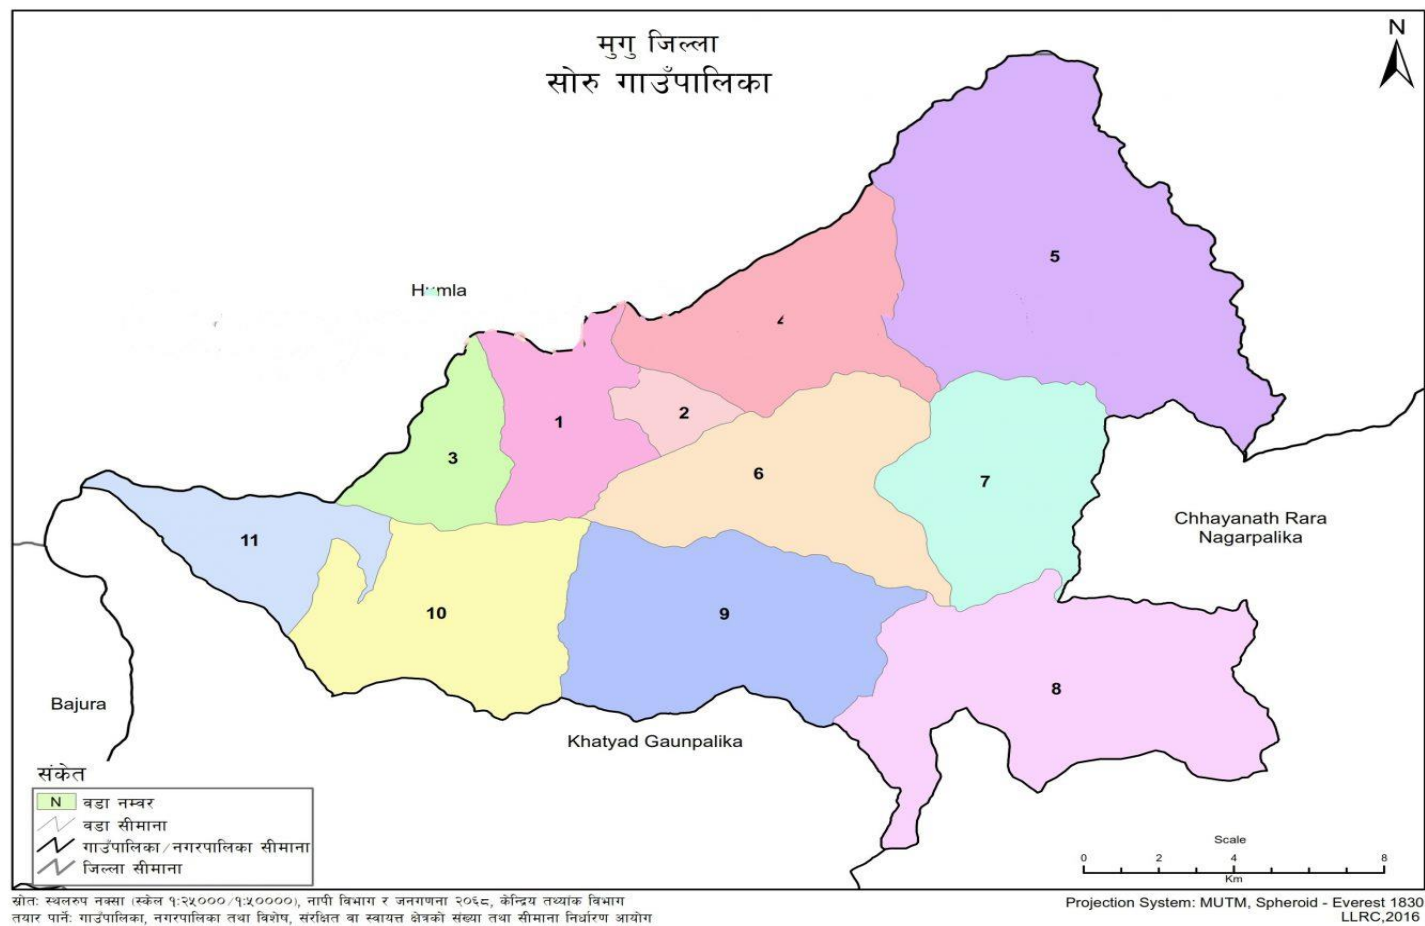 मुगु जिल्ला
सोरु गाउँपालिका
N
5
4
1
2
3
6
7
11
10
9
8
Chhayanath Rara
Nagarpalika
Bajura
Khatyad Gaunpalika
संकेत
N वडा नम्बर
वडा सीमाना
गाउँपालिका/नगरपालिका सीमाना
जिल्ला सीमाना
Scale
0 2 4 8
Km
स्रोतः स्थलरुप नक्सा (स्केल १:२५०००/१:५००००), नापी विभाग र जनगणना २०६८, केन्द्रिय तथ्यांक विभाग
तयार पार्नेः गाउँपालिका, नगरपालिका तथा विशेष, संरक्षित वा स्वायत्त क्षेत्रको संख्या तथा सीमाना निर्धारण आयोग
Projection System: MUTM, Spheroid - Everest 1830
LLRC,2016